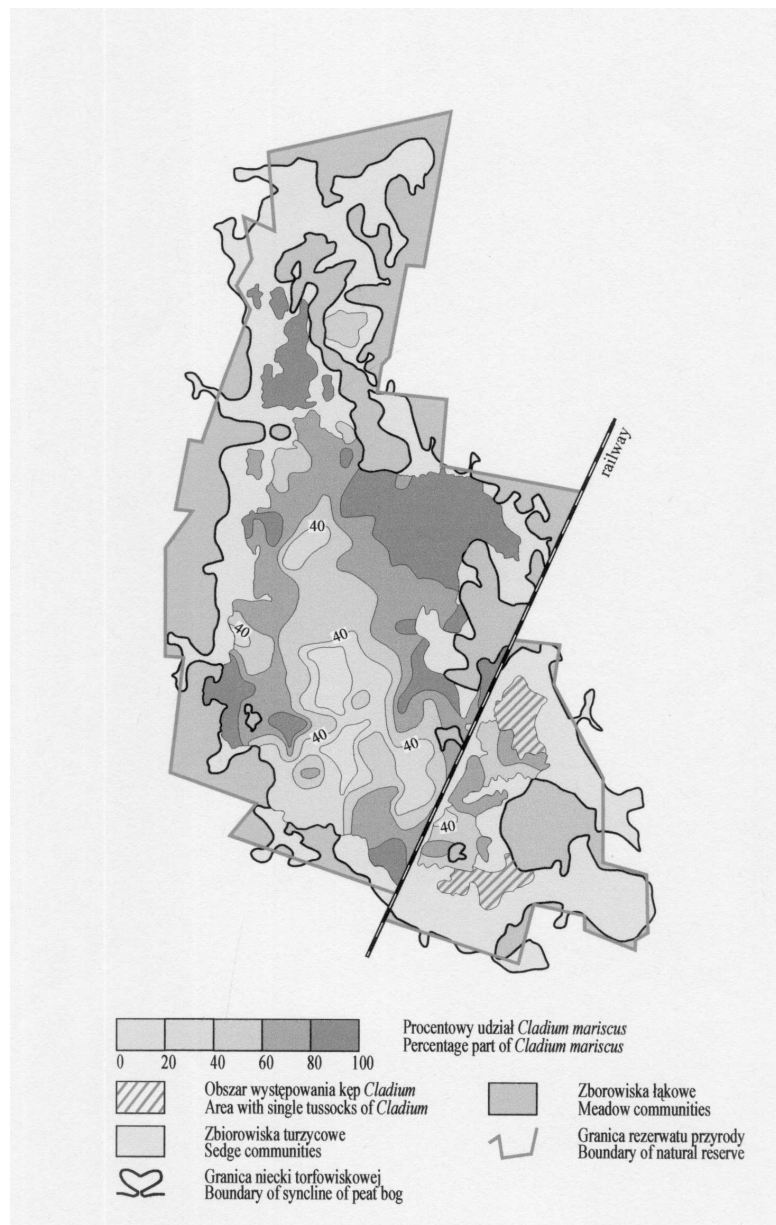 railway
40
40
40
40
40
40
0 20 40 60 80 100
Procentowy udział Cladium mariscus
Percentage part of Cladium mariscus
Obszar występowania kęp Cladium
Area with single tussocks of Cladium
Zborowiska łąkowe
Meadow communities
Zbiorowiska turzycowe
Sedge communities
Granica rezerwatu przyrody
Boundary of natural reserve
Granica niecki torfowiskowej
Boundary of syncline of peat bog